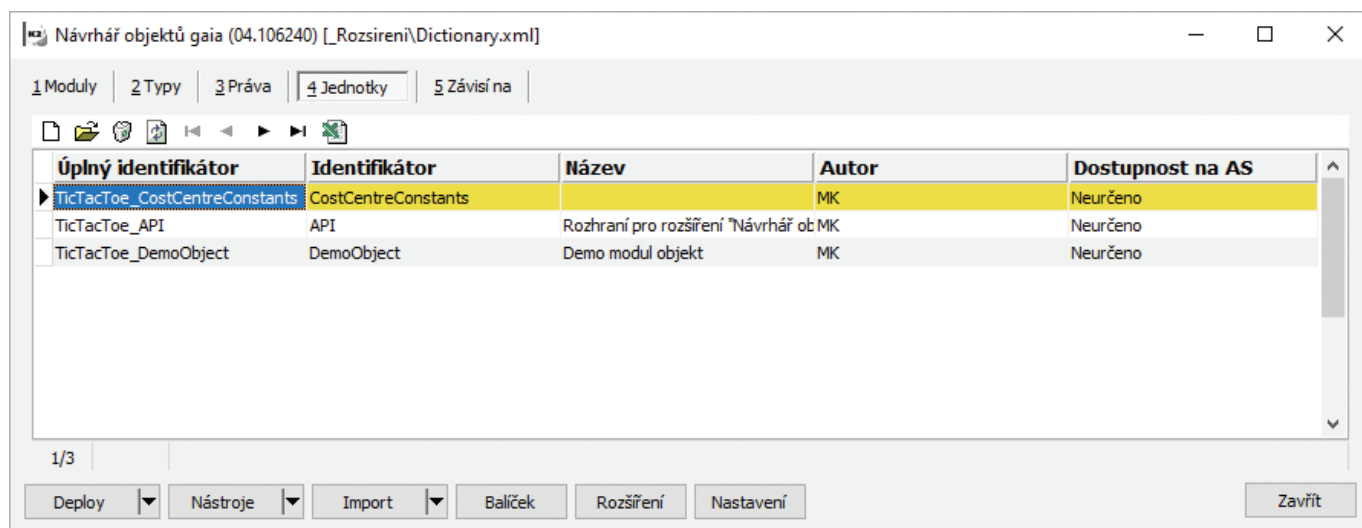 K2 Návrhář objektů gaia (04.106240) [_Rozsireni\Dictionary.xml]
1 Moduly 2 Typy 3 Práva 4 Jednotky 5 Závisí na
Úplný identifikátor Identifikátor Název Autor Dostupnost na AS
TicTacToe_CostCentreConstants CostCentreConstants MK Neurčeno
TicTacToe_API API Rozhraní pro rozšíření "Návrhář ob MK Neurčeno
TicTacToe_DemoObject DemoObject Demo modul objekt MK Neurčeno
1/3
Deploy Nástroje Import Balíček Rozšíření Nastavení Zavřít